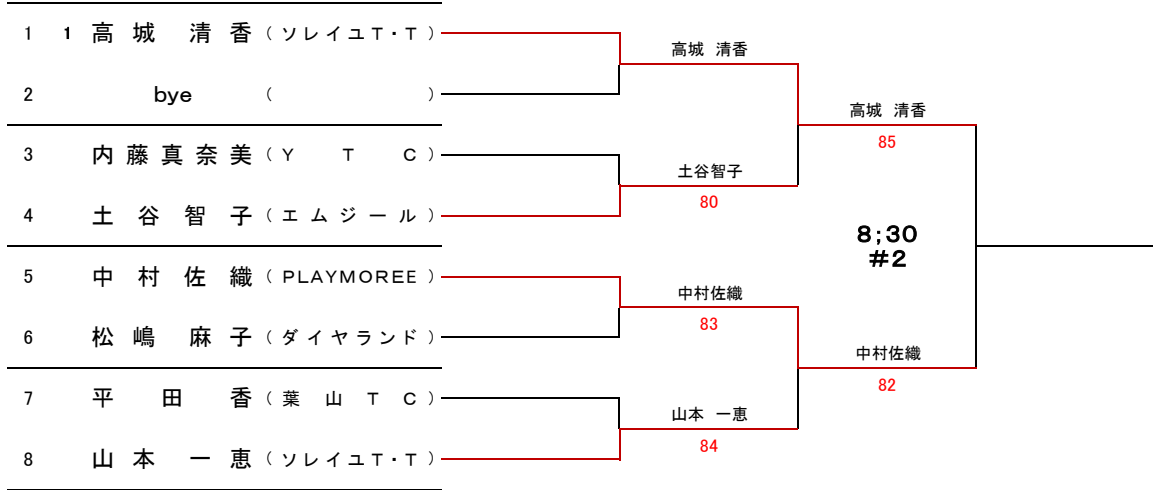 1 1 高城 清香 (ソレイユT・T)
高城 清香
2 bye ( )
高城 清香
85
3 内藤真奈美 (Y T C)
土谷智子
80
4 土谷 智子 (エムジール)
8;30
#2
5 中村佐織 (PLAYMOREE)
中村佐織
83
6 松嶋 麻子 (ダイヤランド)
中村佐織
82
7 平田 香 (葉山TC)
山本 一恵
84
8 山本 一恵 (ソレイユT・T)